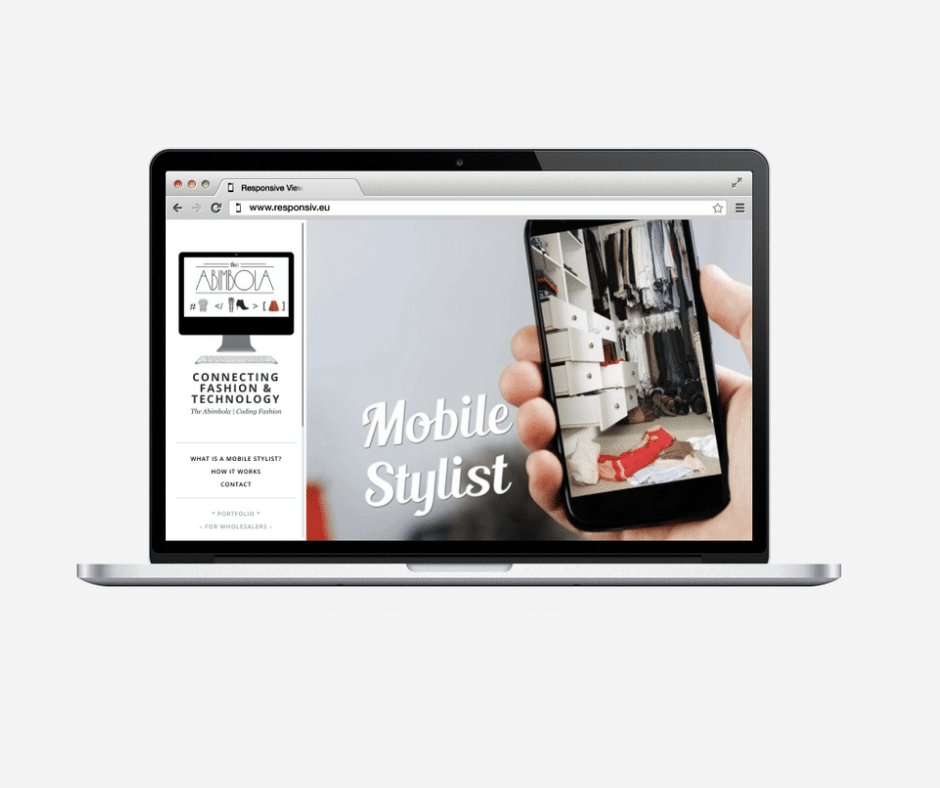 Responsive View
www.responsiv.eu
the
ABIMBOLA
# </> [ ]
CONNECTING
FASHION &
TECHNOLOGY
The Abimbola | Coding Fashion
WHAT IS A MOBILE STYLIST?
HOW IT WORKS
CONTACT
* PORTFOLIO *
~ FOR WHOLESALERS ~
Mobile
Stylist